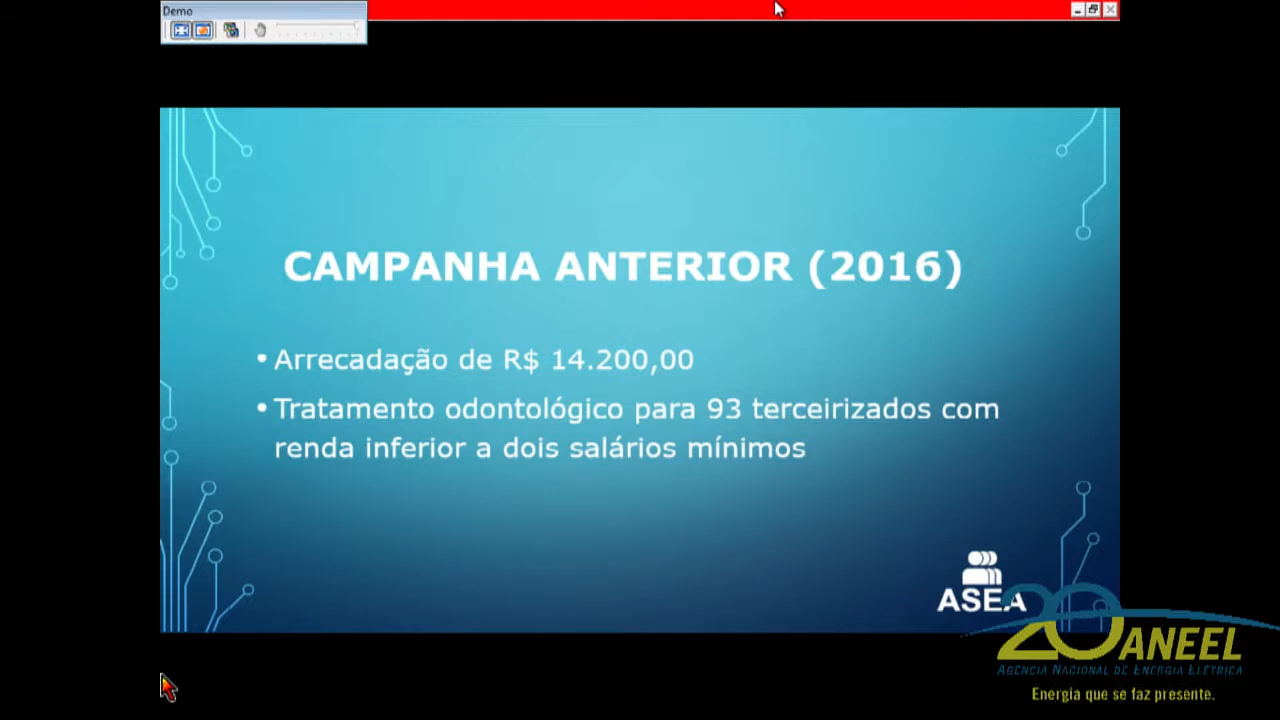 Demo
CAMPANHA ANTERIOR (2016)
• Arrecadação de R$ 14.200,00
• Tratamento odontológico para 93 terceirizados com
renda inferior a dois salários mínimos
ASEA
20 ANEEL
AGÊNCIA NACIONAL DE ENERGIA ELÉTRICA
Energia que se faz presente.